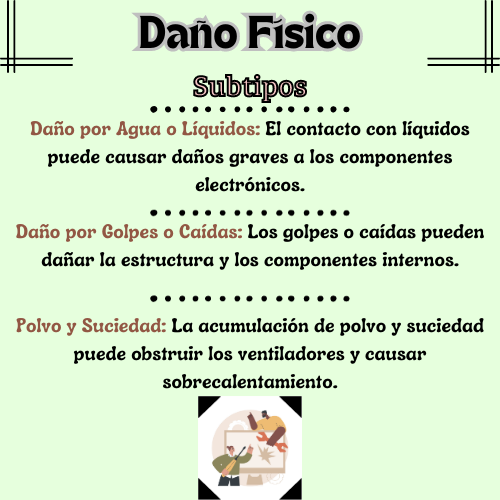 Daño Físico
Subtipos
Daño por Agua o Líquidos: El contacto con líquidos
puede causar daños graves a los componentes
electrónicos.
Daño por Golpes o Caídas: Los golpes o caídas pueden
dañar la estructura y los componentes internos.
Polvo y Suciedad: La acumulación de polvo y suciedad
puede obstruir los ventiladores y causar
sobrecalentamiento.